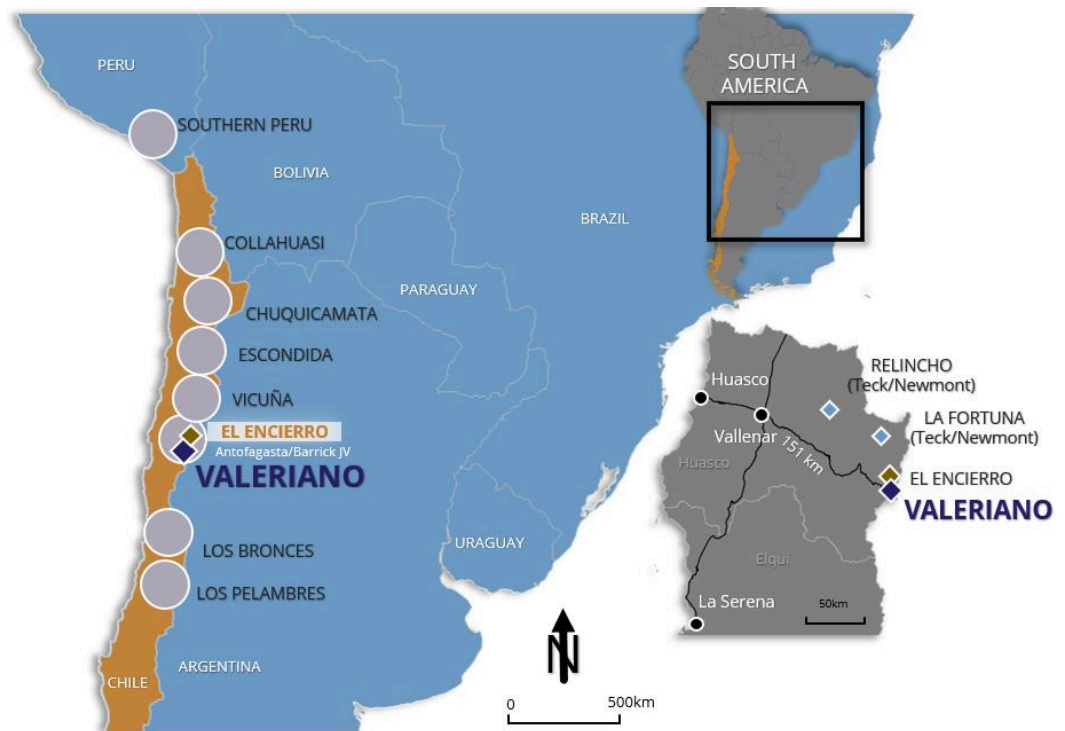 PERU
SOUTHERN PERU
BOLIVIA
BRAZIL
COLLAHUASI
PARAGUAY
CHUQUICAMATA
ESCONDIDA
VICUÑA
EL ENCIERRO
Antofagasta/Barrick JV
VALERIANO
URAGUAY
LOS BRONCES
LOS PELAMBRES
ARGENTINA
CHILE
N
0 500km
SOUTH
AMERICA
RELINCHO
(Teck/Newmont)
Huasco
LA FORTUNA
(Teck/Newmont)
Vallenar
151 km
Huasco
EL ENCIERRO
VALERIANO
Elqui
La Serena
50km